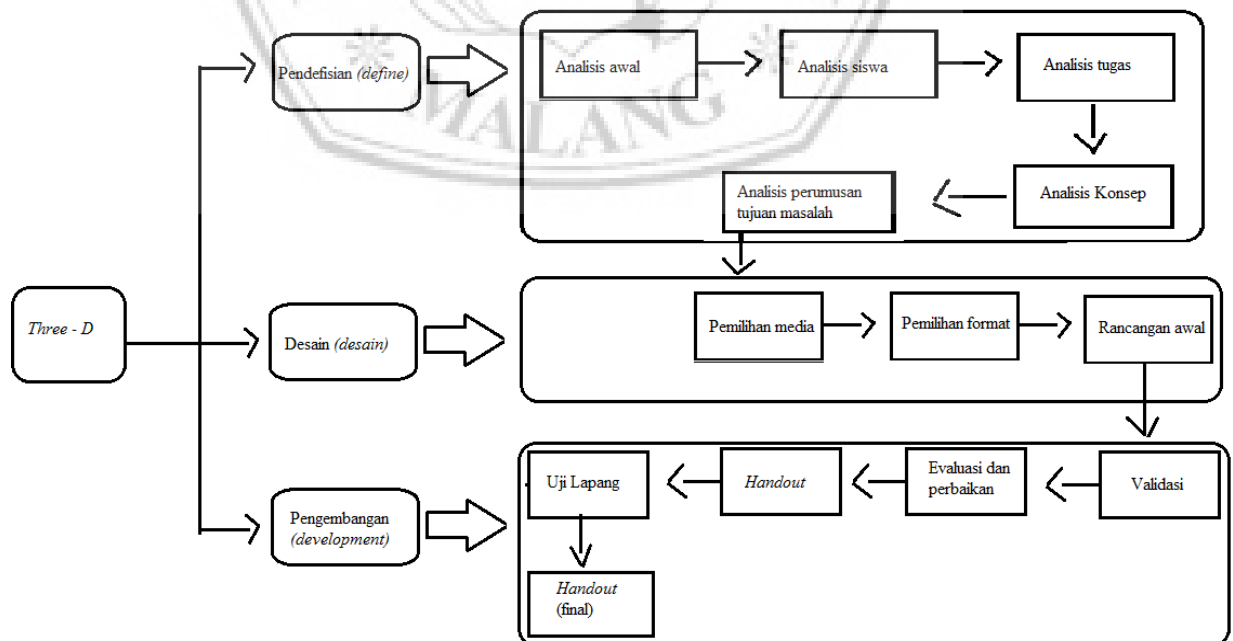 Pendefisian (define)
Analisis awal
Analisis siswa
Analisis tugas
MALANG
Analisis Konsep
Analisis perumusan
tujuan masalah
Three - D
Desain (desain)
Pemilihan media
Pemilihan format
Rancangan awal
Pengembangan
(development)
Validasi
Evaluasi dan
perbaikan
Handout
Uji Lapang
Handout
(final)